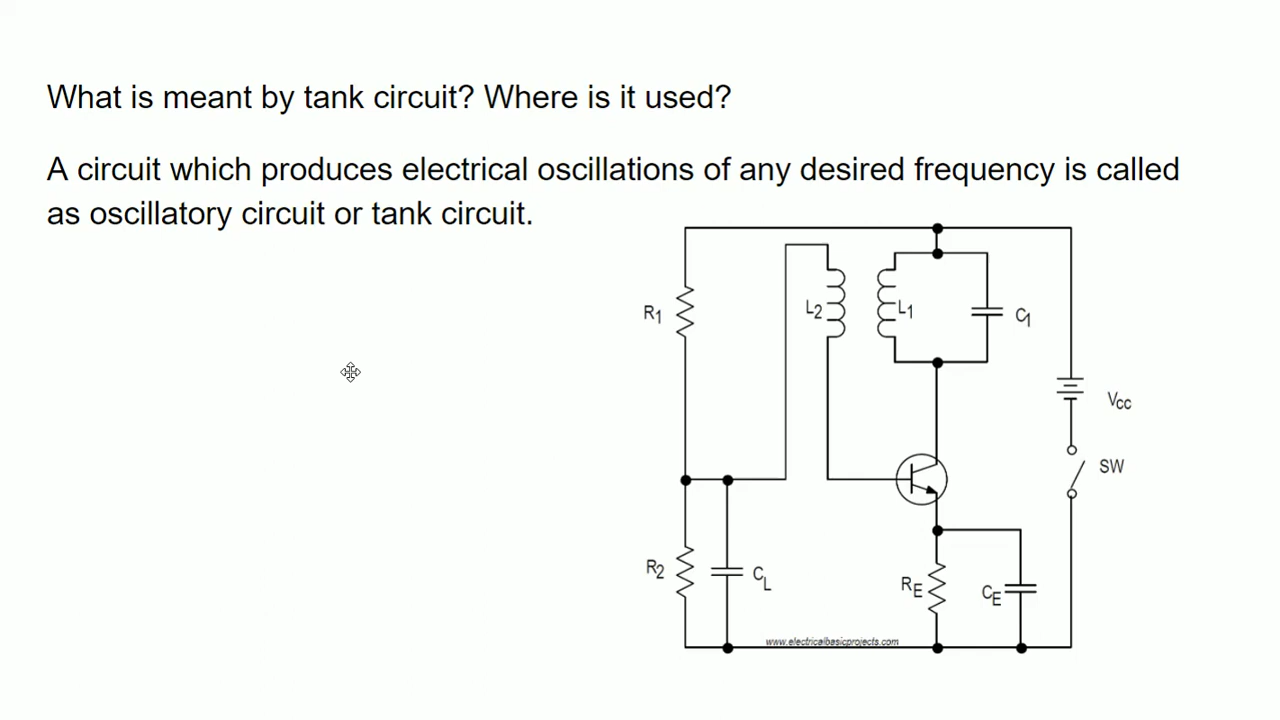 What is meant by tank circuit? Where is it used?
A circuit which produces electrical oscillations of any desired frequency is called
as oscillatory circuit or tank circuit.
R1
L2
L1
C1
VCC
SW
R2
CL
RE
CE
www.electricalbasicprojects.com